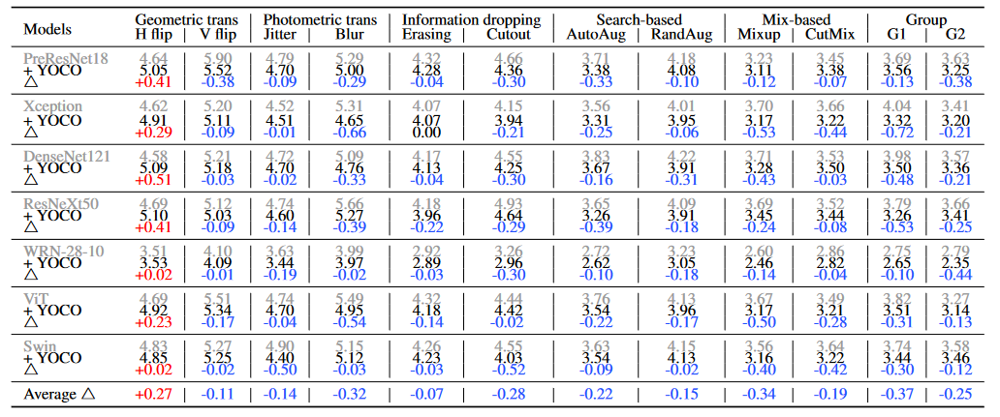 Models Geometric trans Photometric trans Information dropping Search-based Mix-based Group
H flip | V flip Jitter | Blur Erasing | Cutout AutoAug | RandAug Mixup | CutMix G1 | G2
PreResNet18 4.64 | 5.90 4.79 | 5.29 4.32 | 4.66 3.71 | 4.18 3.23 | 3.45 3.69 | 3.63
+ YOCO 5.05 | 5.52 4.70 | 5.00 4.28 | 4.36 3.38 | 4.08 3.11 | 3.38 3.56 | 3.25
△ +0.41 | -0.38 -0.09 | -0.29 -0.04 | -0.30 -0.33 | -0.10 -0.12 | -0.07 -0.13 | -0.38
Xception 4.62 | 5.20 4.52 | 5.31 4.07 | 4.15 3.56 | 4.01 3.70 | 3.66 4.04 | 3.41
+ YOCO 4.91 | 5.11 4.51 | 4.65 4.07 | 3.94 3.31 | 3.95 3.17 | 3.22 3.32 | 3.20
△ +0.29 | -0.09 -0.01 | -0.66 0.00 | -0.21 -0.25 | -0.06 -0.53 | -0.44 -0.72 | -0.21
DenseNet121 4.58 | 5.21 4.72 | 5.09 4.17 | 4.55 3.83 | 4.22 3.71 | 3.53 3.98 | 3.57
+ YOCO 5.09 | 5.18 4.70 | 4.76 4.13 | 4.25 3.67 | 3.91 3.28 | 3.50 3.50 | 3.36
△ +0.51 | -0.03 -0.02 | -0.33 -0.04 | -0.30 -0.16 | -0.31 -0.43 | -0.03 -0.48 | -0.21
ResNeXt50 4.69 | 5.12 4.74 | 5.66 4.18 | 4.93 3.65 | 4.09 3.69 | 3.52 3.79 | 3.66
+ YOCO 5.10 | 5.03 4.60 | 5.27 3.96 | 4.64 3.26 | 3.91 3.45 | 3.44 3.26 | 3.41
△ +0.41 | -0.09 -0.14 | -0.39 -0.22 | -0.29 -0.39 | -0.18 -0.24 | -0.08 -0.53 | -0.25
WRN-28-10 3.51 | 4.10 3.63 | 3.99 2.92 | 3.26 2.72 | 3.23 2.60 | 2.86 2.75 | 2.79
+ YOCO 3.53 | 4.09 3.44 | 3.97 2.89 | 2.96 2.62 | 3.05 2.46 | 2.82 2.65 | 2.35
△ +0.02 | -0.01 -0.19 | -0.02 -0.03 | -0.30 -0.10 | -0.18 -0.14 | -0.04 -0.10 | -0.44
ViT 4.69 | 5.51 4.74 | 5.49 4.32 | 4.44 3.76 | 4.13 3.67 | 3.49 3.82 | 3.27
+ YOCO 4.92 | 5.34 4.70 | 4.95 4.18 | 4.42 3.54 | 3.96 3.17 | 3.21 3.51 | 3.14
△ +0.23 | -0.17 -0.04 | -0.54 -0.14 | -0.02 -0.22 | -0.17 -0.50 | -0.28 -0.31 | -0.13
Swin 4.83 | 5.27 4.90 | 5.15 4.26 | 4.55 3.63 | 4.15 3.56 | 3.64 3.74 | 3.58
+ YOCO 4.85 | 5.25 4.40 | 5.12 4.23 | 4.03 3.54 | 4.13 3.16 | 3.22 3.44 | 3.46
△ +0.02 | -0.02 -0.50 | -0.03 -0.03 | -0.52 -0.09 | -0.02 -0.40 | -0.42 -0.30 | -0.12
Average △ +0.27 | -0.11 -0.14 | -0.32 -0.07 | -0.28 -0.22 | -0.15 -0.34 | -0.19 -0.37 | -0.25